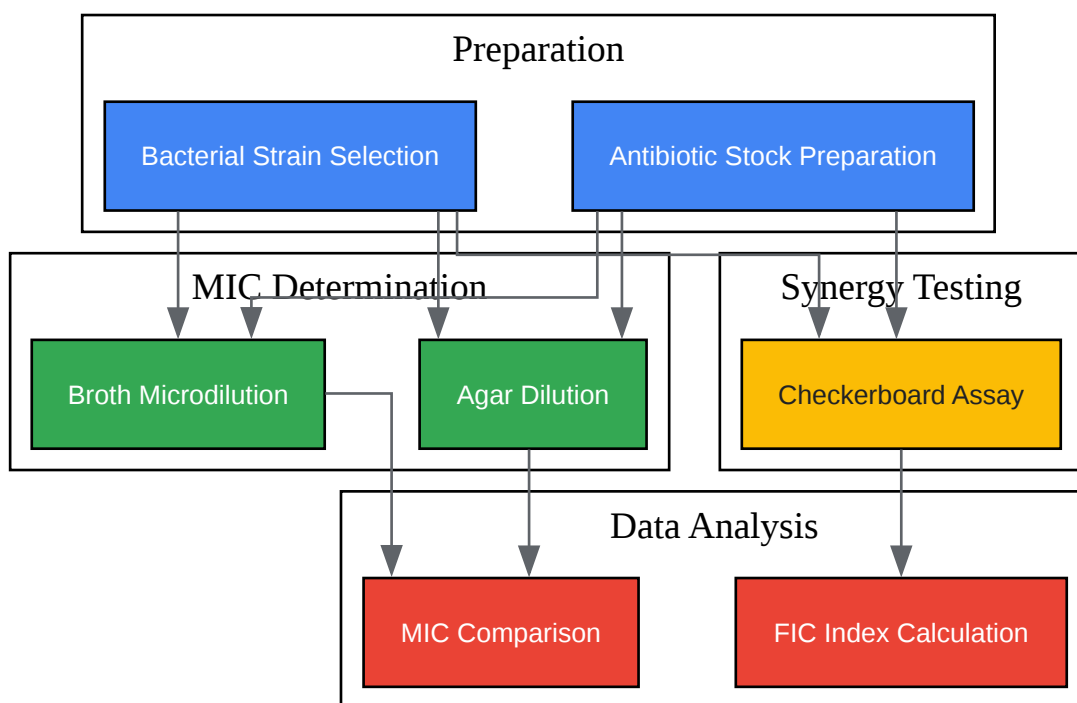 Preparation
Bacterial Strain Selection
Antibiotic Stock Preparation
MIC Determination
Synergy Testing
Broth Microdilution
Agar Dilution
Checkerboard Assay
Data Analysis
MIC Comparison
FIC Index Calculation